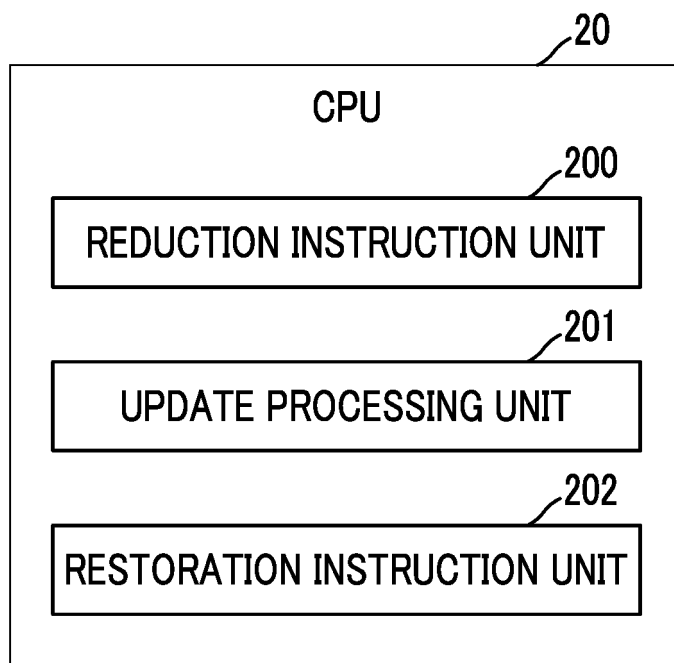 20
CPU
200
REDUCTION INSTRUCTION UNIT
201
UPDATE PROCESSING UNIT
202
RESTORATION INSTRUCTION UNIT